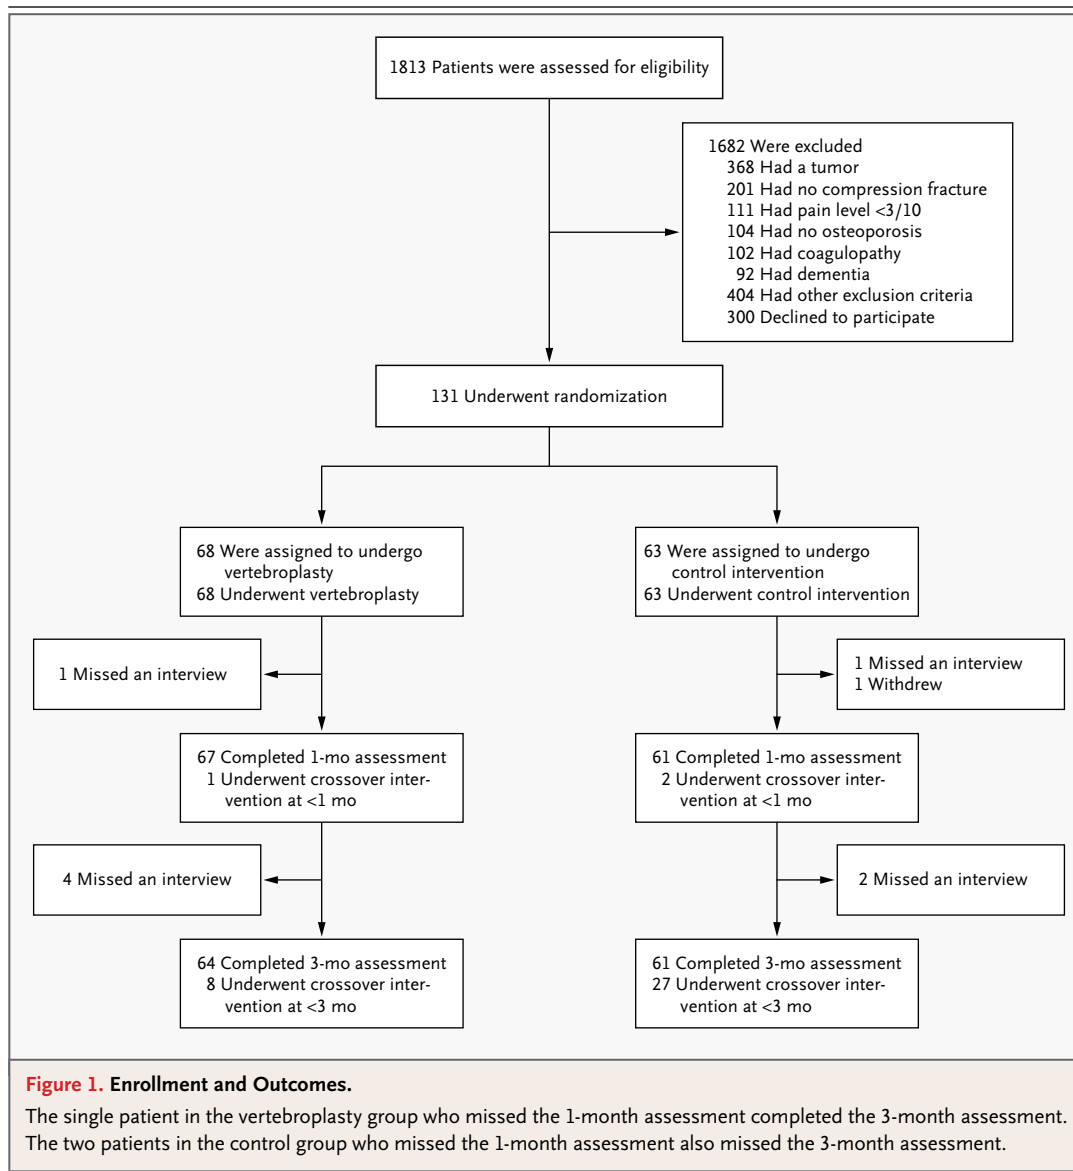 1813 Patients were assessed for eligibility
1682 Were excluded
368 Had a tumor
201 Had no compression fracture
111 Had pain level <3/10
104 Had no osteoporosis
102 Had coagulopathy
92 Had dementia
404 Had other exclusion criteria
300 Declined to participate
131 Underwent randomization
68 Were assigned to undergo
vertebroplasty
68 Underwent vertebroplasty
63 Were assigned to undergo
control intervention
63 Underwent control intervention
1 Missed an interview
1 Missed an interview
1 Withdrew
67 Completed 1-mo assessment
1 Underwent crossover inter-
vention at <1 mo
61 Completed 1-mo assessment
2 Underwent crossover inter-
vention at <1 mo
4 Missed an interview
2 Missed an interview
64 Completed 3-mo assessment
8 Underwent crossover inter-
vention at <3 mo
61 Completed 3-mo assessment
27 Underwent crossover inter-
vention at <3 mo
Figure 1. Enrollment and Outcomes.
The single patient in the vertebroplasty group who missed the 1-month assessment completed the 3-month assessment.
The two patients in the control group who missed the 1-month assessment also missed the 3-month assessment.